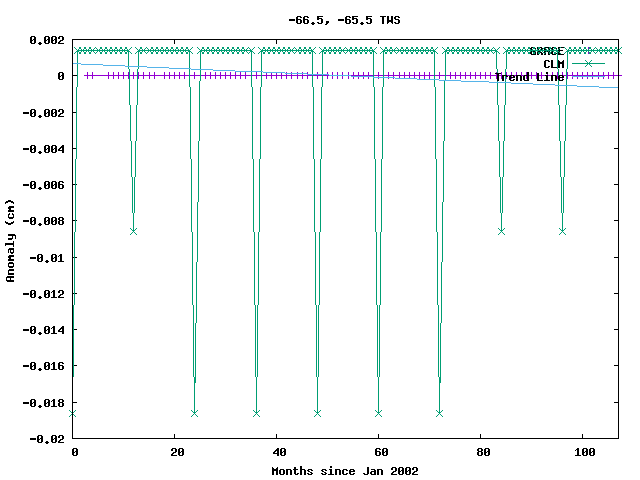 -66.5, -65.5 TWS
0.002
0
-0.002
-0.004
-0.006
-0.008
-0.01
-0.012
-0.014
-0.016
-0.018
-0.02
Anomaly (cm)
GRACE
CLM
Trend Line
0 20 40 60 80 100
Months since Jan 2002